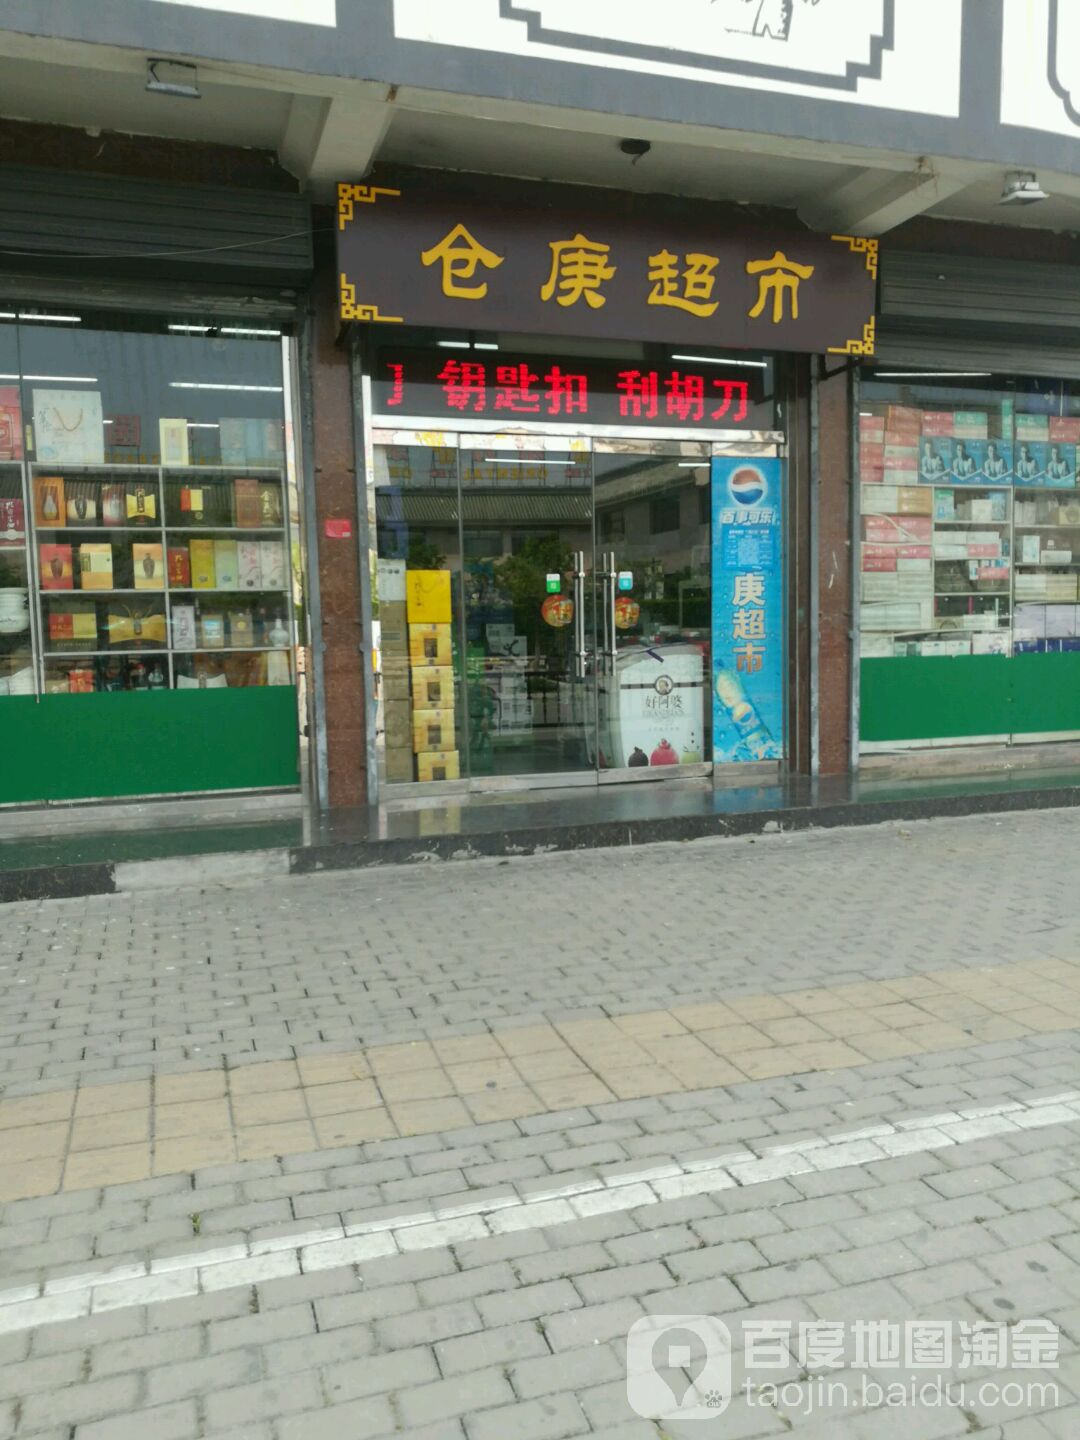 仓庚超市
钥匙扣 刮胡刀
百事可乐
庚超市
好阿婆
百度地图淘金
taojin.baidu.com